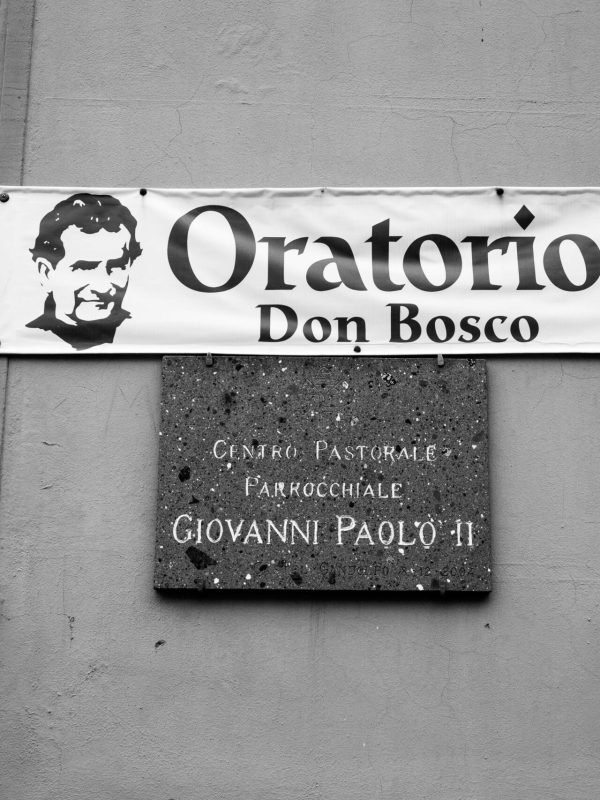 Oratorio
Don Bosco
CENTRO PASTORALE
PARROCCHIALE
GIOVANNI PAOLO II